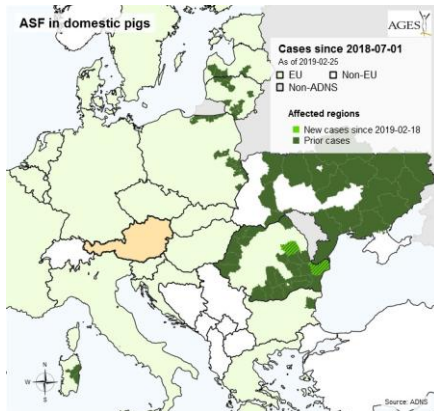 ASF in domestic pigs
AGES
Cases since 2018-07-01
As of 2019-02-25
EU Non-EU
Non-ADNS
Affected regions
New cases since 2019-02-18
Prior cases
N
W E
S
Source: ADNS